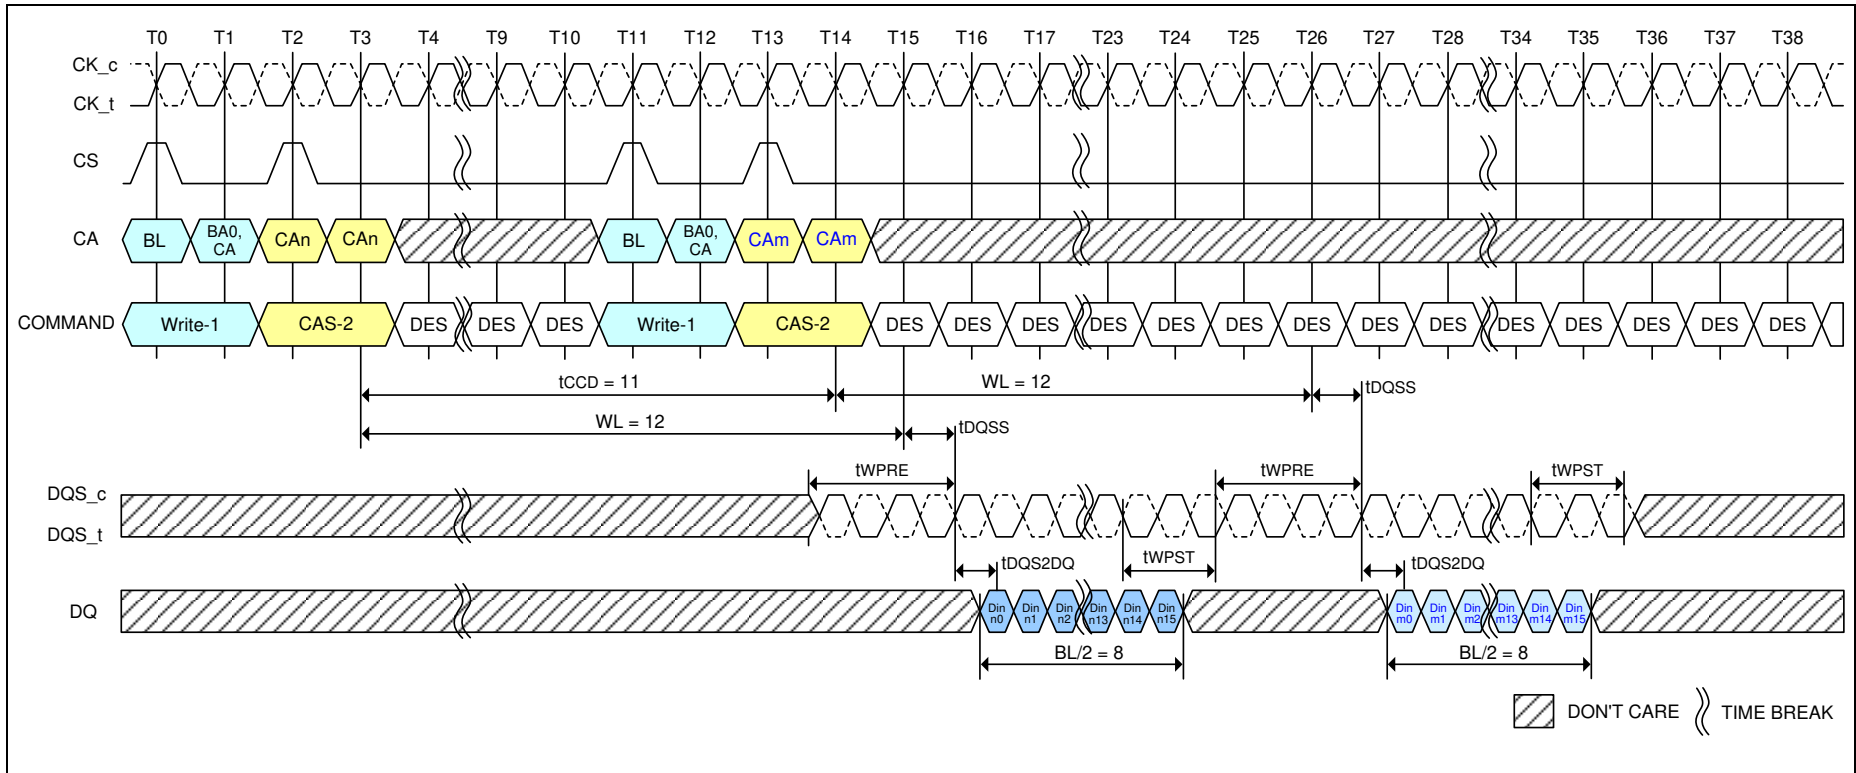 T0 T1 T2 T3 T4 T9 T10 T11 T12 T13 T14 T15 T16 T17 T23 T24 T25 T26 T27 T28 T34 T35 T36 T37 T38
CK_c
CK_t
CS
CA BL BA0, CA CAn CAn BL BA0, CA CAm CAm
COMMAND Write-1 CAS-2 DES DES DES Write-1 CAS-2 DES DES DES DES DES DES DES DES DES DES DES DES DES DES
tCCD = 11 WL = 12 tDQSS
WL = 12 tDQSS
tWPRE tWPRE tWPST
DQS_c
DQS_t
tDQS2DQ tWPST tDQS2DQ
DQ Din n0 Din n1 Din n2 Din n13 Din n14 Din n15 Din m0 Din m1 Din m2 Din m13 Din m14 Din m15
BL/2 = 8 BL/2 = 8
DON'T CARE TIME BREAK